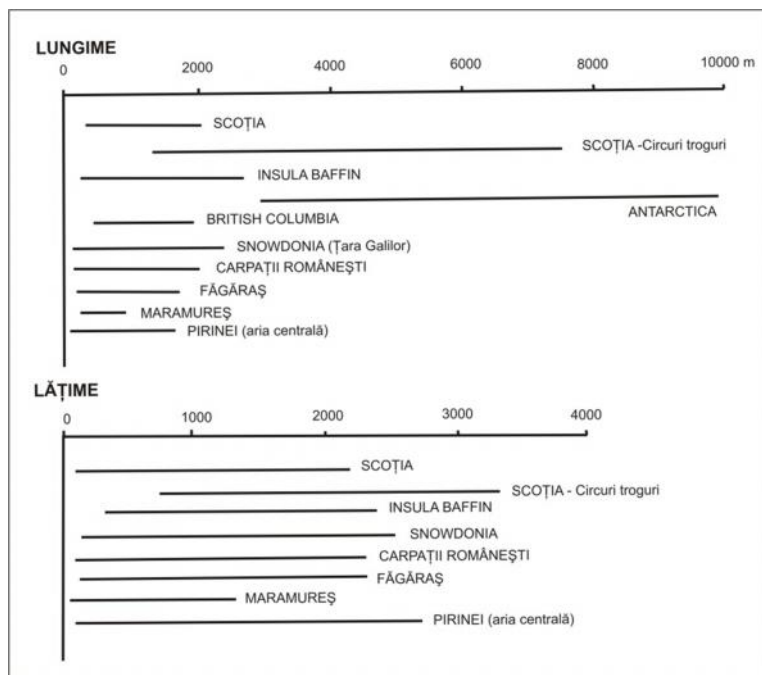 LUNGIME
0 2000 4000 6000 8000 10000 m
SCOȚIA
SCOȚIA -Circuri troguri
INSULA BAFFIN
ANTARCTICA
BRITISH COLUMBIA
SNOWDONIA (Țara Galilor)
CARPAȚII ROMÂNEȘTI
FĂGĂRAȘ
MARAMUREȘ
PIRINEI (aria centrală)
LĂȚIME
0 1000 2000 3000 4000
SCOȚIA
SCOȚIA - Circuri troguri
INSULA BAFFIN
SNOWDONIA
CARPAȚII ROMÂNEȘTI
FĂGĂRAȘ
MARAMUREȘ
PIRINEI (aria centrală)